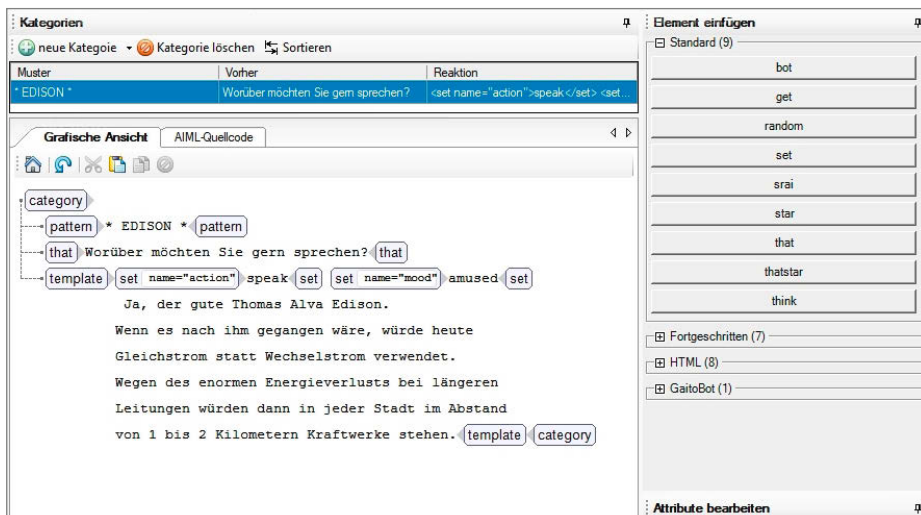 Kategorien
neue Kategoie Kategorie löschen Sortieren
Muster Vorher Reaktion
* EDISON * Worüber möchten Sie gern sprechen? <set name="action">speak</set> <set...
Grafische Ansicht AIML-Quellcode
category
pattern * EDISON * pattern
that Worüber möchten Sie gern sprechen? that
template set name="action" speak set set name="mood" amused set
Ja, der gute Thomas Alva Edison.
Wenn es nach ihm gegangen wäre, würde heute
Gleichstrom statt Wechselstrom verwendet.
Wegen des enormen Energieverlusts bei längeren
Leitungen würden dann in jeder Stadt im Abstand
von 1 bis 2 Kilometern Kraftwerke stehen. template category
Element einfügen
Standard (9)
bot
get
random
set
srai
star
that
thatstar
think
Fortgeschritten (7)
HTML (8)
GaitoBot (1)
Attribute bearbeiten